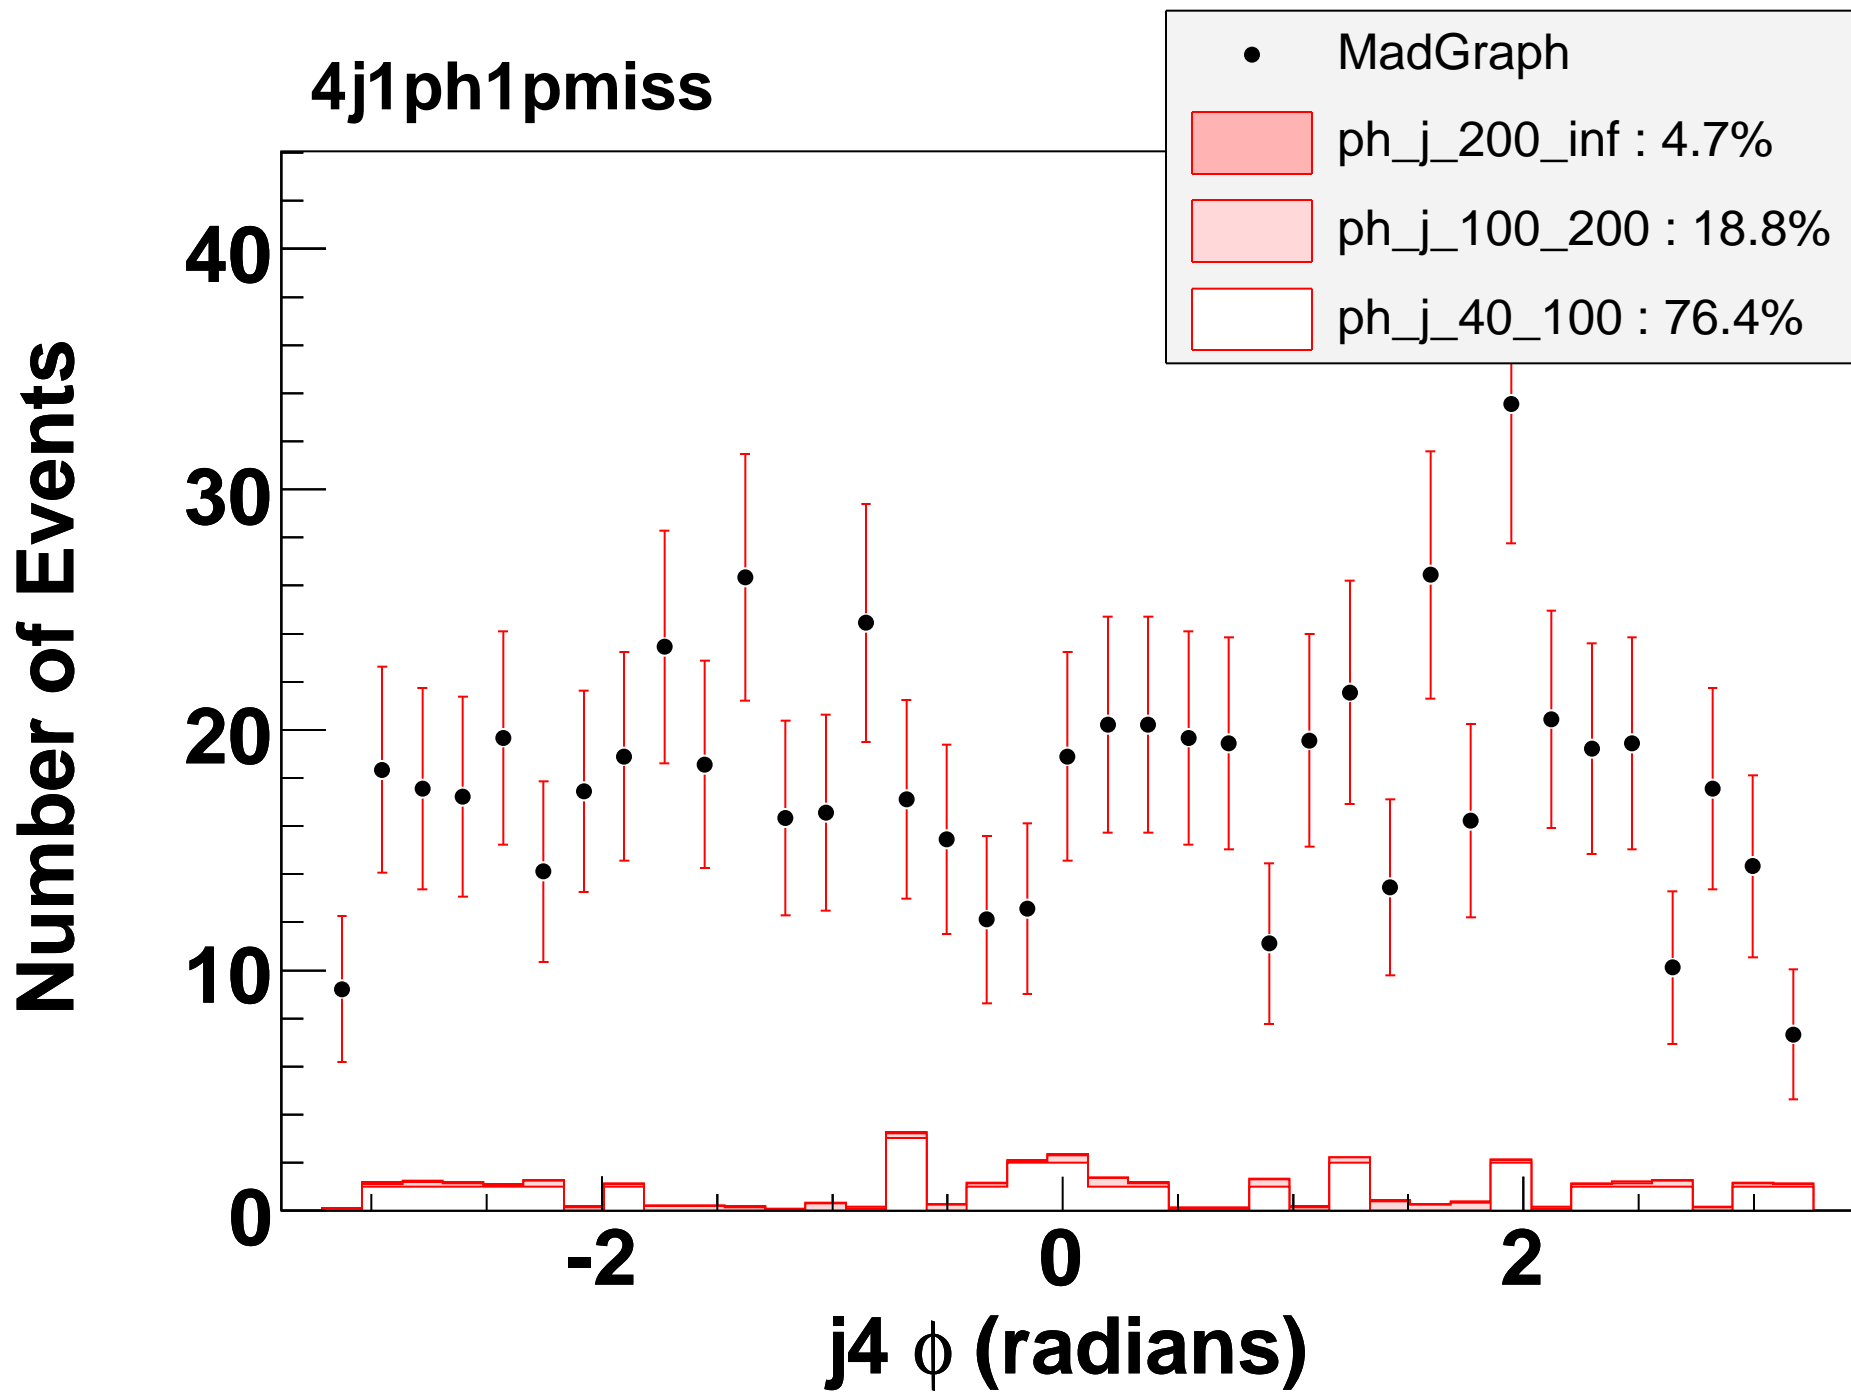 4j1ph1pmiss
MadGraph
ph_j_200_inf : 4.7%
ph_j_100_200 : 18.8%
ph_j_40_100 : 76.4%
Number of Events
40
30
20
10
0
-2 0 2
j4 ϕ (radians)